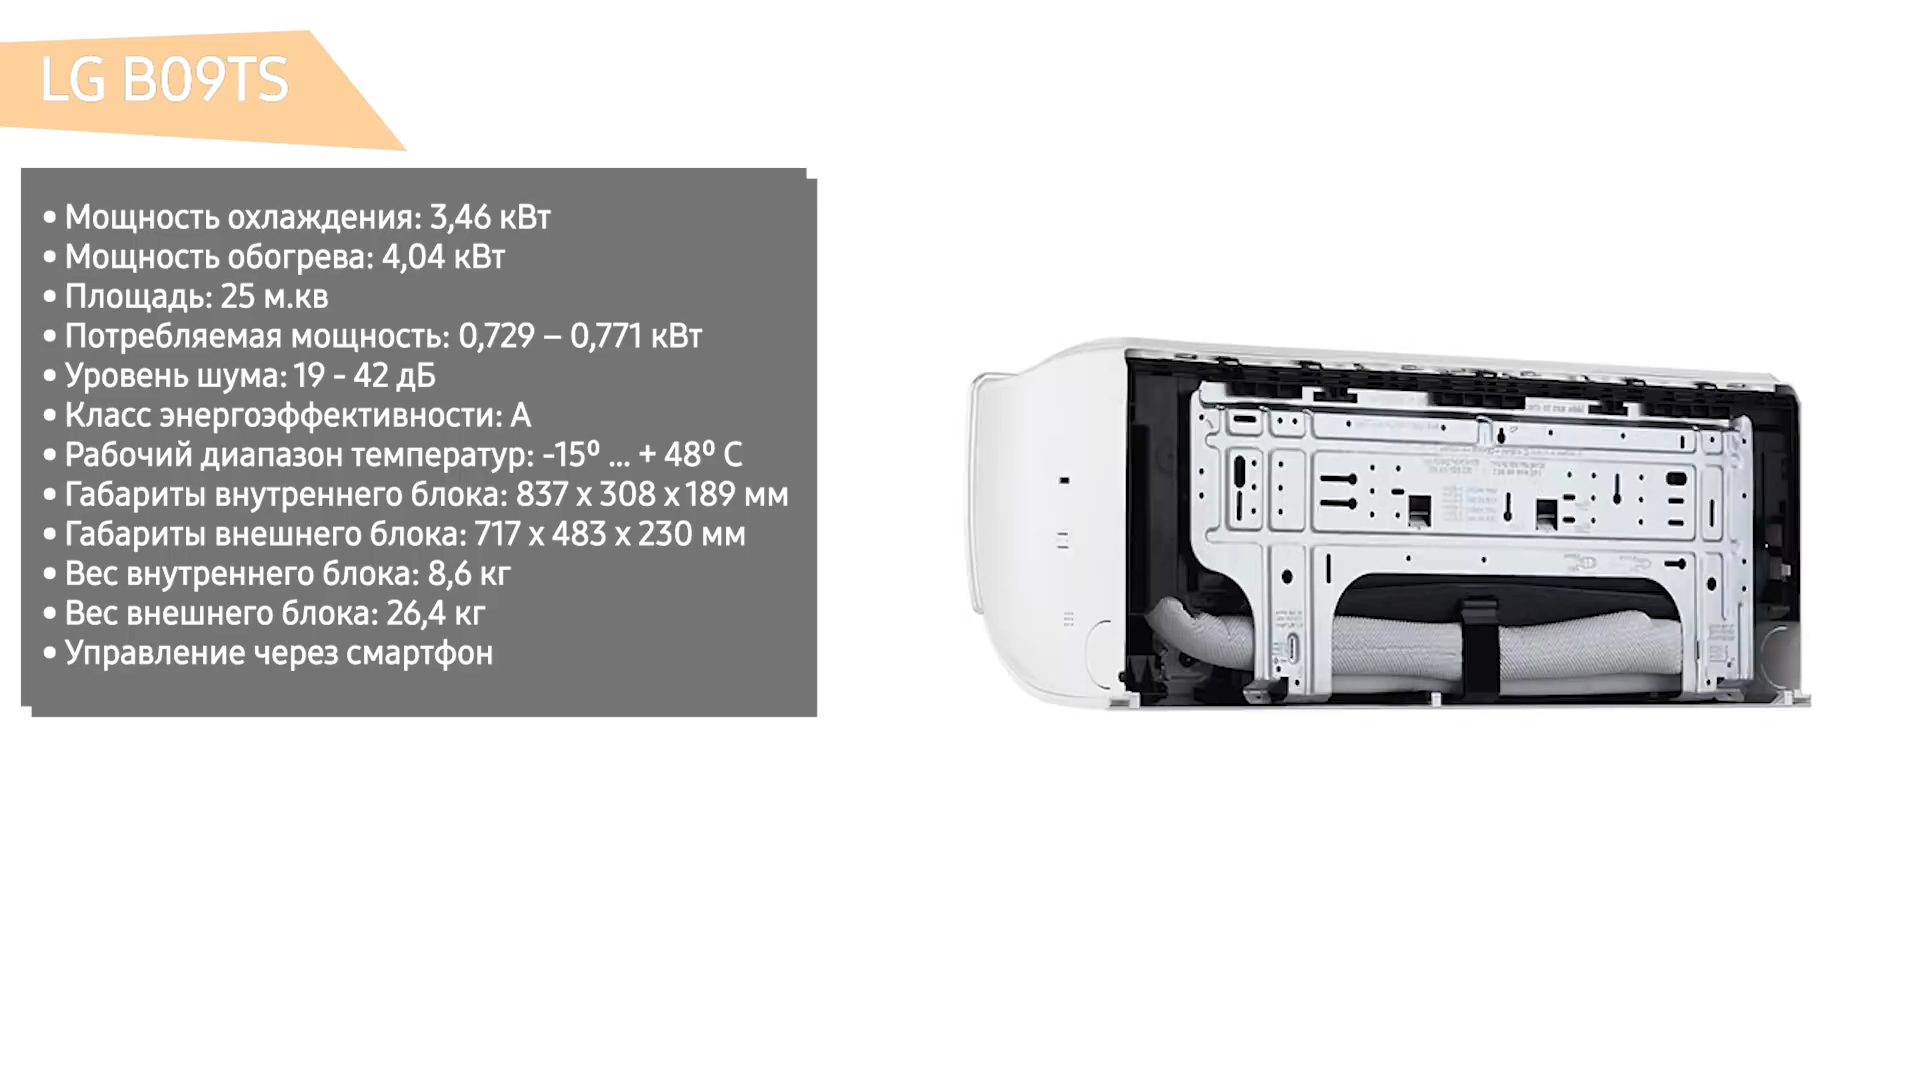 LG B09TS
• Мощность охлаждения: 3,46 кВт
• Мощность обогрева: 4,04 кВт
• Площадь: 25 м.кв
• Потребляемая мощность: 0,729 – 0,771 кВт
• Уровень шума: 19 - 42 дБ
• Класс энергоэффективности: А
• Рабочий диапазон температур: -15⁰ ... + 48⁰ С
• Габариты внутреннего блока: 837 х 308 х 189 мм
• Габариты внешнего блока: 717 х 483 х 230 мм
• Вес внутреннего блока: 8,6 кг
• Вес внешнего блока: 26,4 кг
• Управление через смартфон